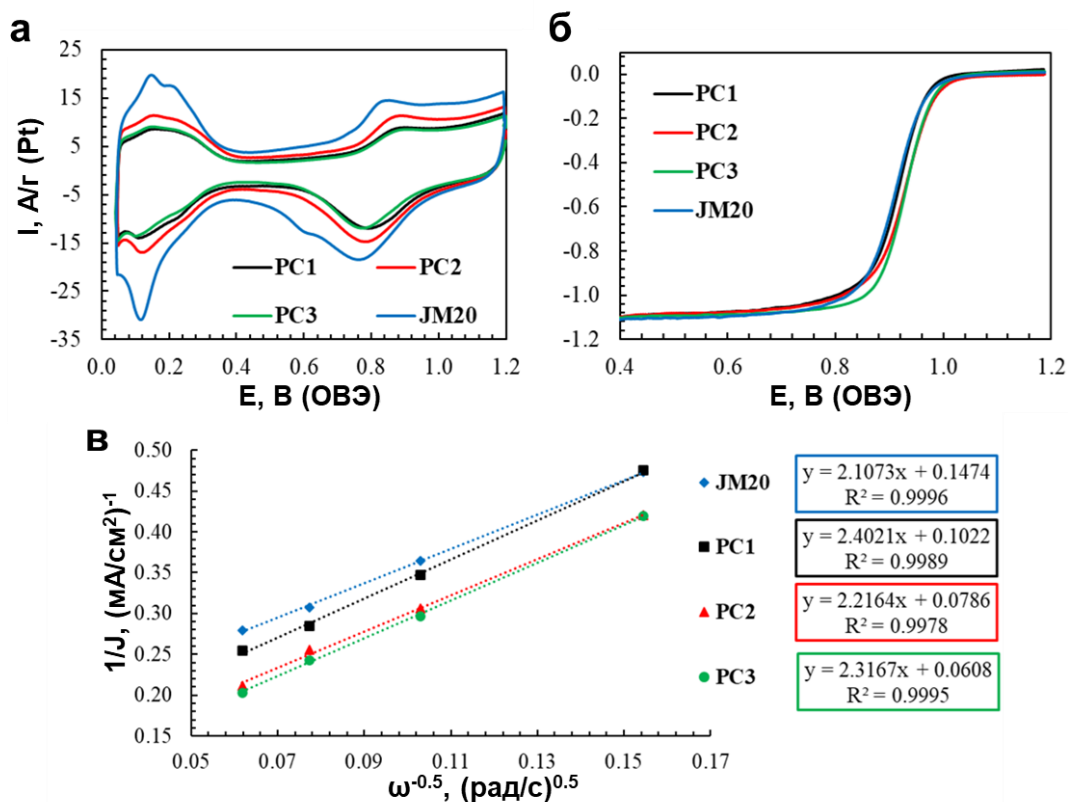 а
25
15
5
-5
-15
-25
-35
I, А/г (Pt)
PC1
PC2
PC3
JM20
0.0 0.2 0.4 0.6 0.8 1.0 1.2
E, В (ОВЭ)
б
0.0
-0.2
-0.4
-0.6
-0.8
-1.0
-1.2
PC1
PC2
PC3
JM20
0.4 0.6 0.8 1.0 1.2
E, В (ОВЭ)
в
0.50
0.45
0.40
0.35
0.30
0.25
0.20
0.15
1/J, (мА/см²)⁻¹
0.05 0.07 0.09 0.11 0.13 0.15 0.17
ω⁻⁰·⁵, (рад/с)⁰·⁵
JM20
y = 2.1073x + 0.1474
R² = 0.9996
PC1
y = 2.4021x + 0.1022
R² = 0.9989
PC2
y = 2.2164x + 0.0786
R² = 0.9978
PC3
y = 2.3167x + 0.0608
R² = 0.9995